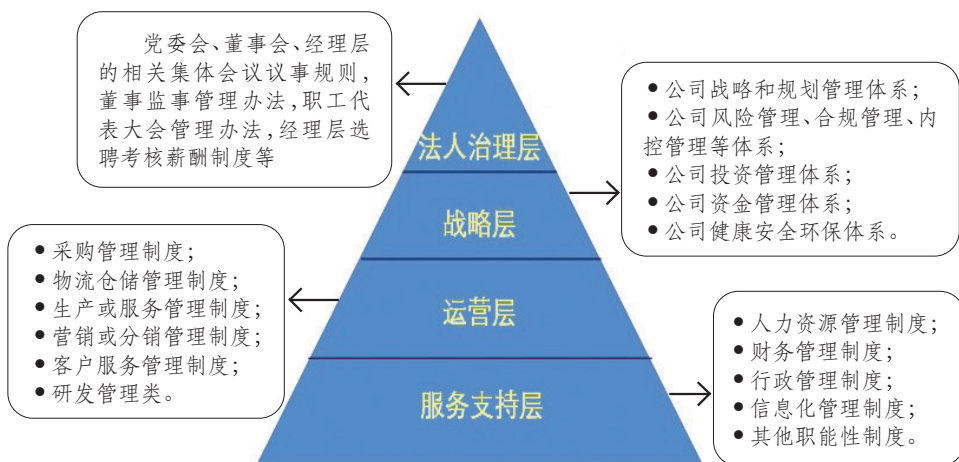 党委会、董事会、经理层
的相关集体会议议事规则,
董事监事管理办法,职工代
表大会管理办法,经理层选
聘考核薪酬制度等
法人治理层
● 公司战略和规划管理体系;
● 公司风险管理、合规管理、内
控管理等体系;
● 公司投资管理体系;
● 公司资金管理体系;
● 公司健康安全环保体系。
战略层
● 采购管理制度;
● 物流仓储管理制度;
● 生产或服务管理制度;
● 营销或分销管理制度;
● 客户服务管理制度;
● 研发管理类。
运营层
● 人力资源管理制度;
● 财务管理制度;
● 行政管理制度;
● 信息化管理制度;
● 其他职能性制度。
服务支持层